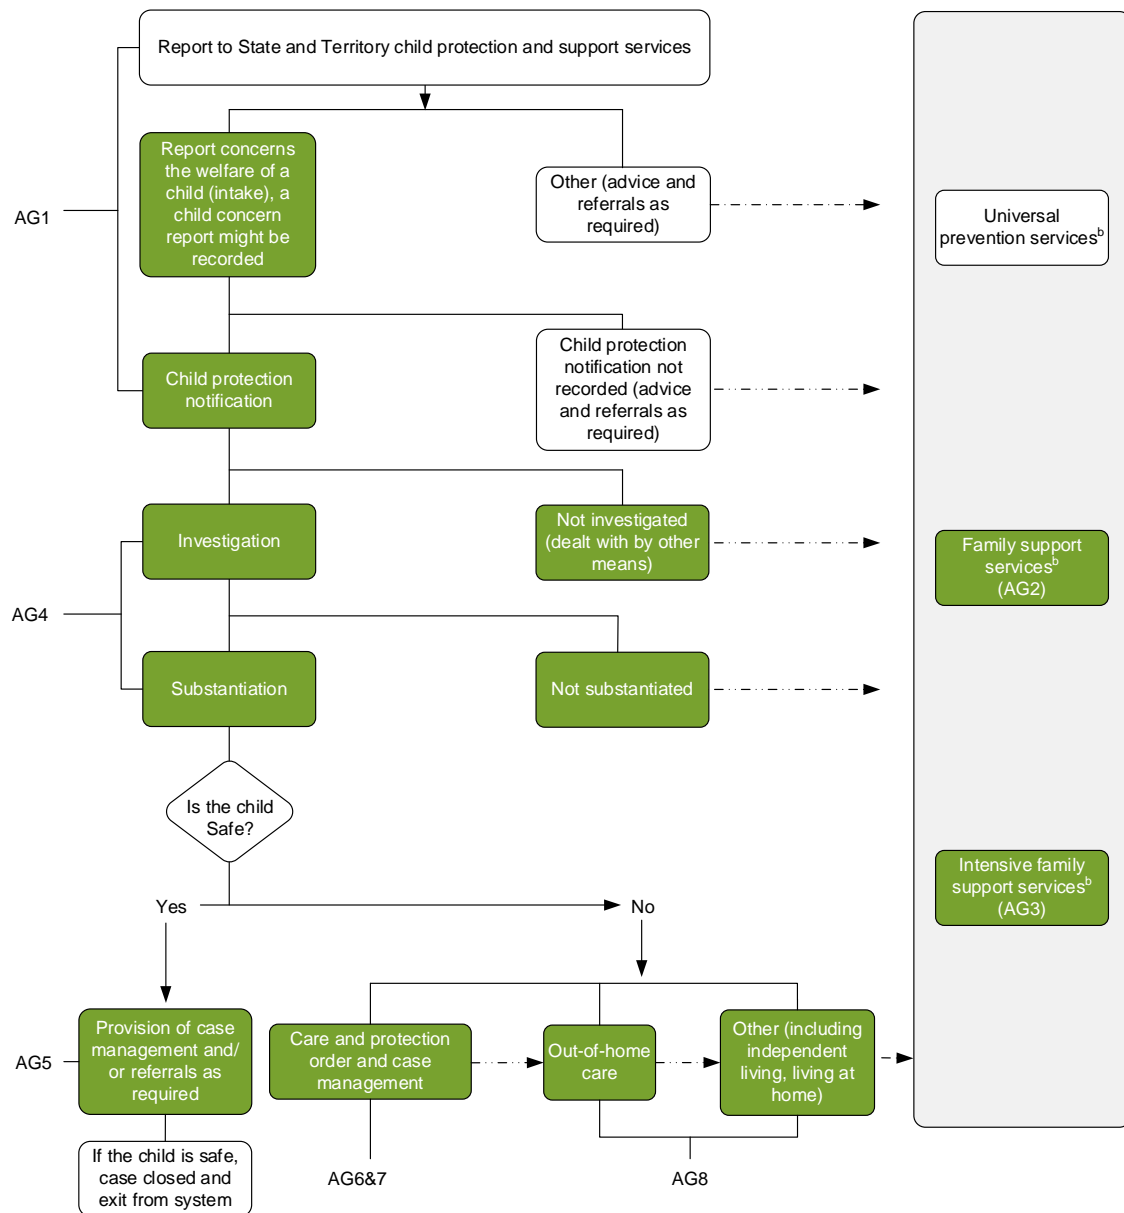 Report to State and Territory child protection and support services
Report concerns
the welfare of a
child (intake), a
child concern
report might be
recorded
Other (advice and
referrals as
required)
Universal
prevention services^b
AG1
Child protection
notification
Child protection
notification not
recorded (advice
and referrals as
required)
Investigation
Not investigated
(dealt with by other
means)
Family support
services^b
(AG2)
AG4
Substantiation
Not substantiated
Is the child
Safe?
Intensive family
support services^b
(AG3)
Yes
No
AG5
Provision of case
management and/
or referrals as
required
Care and protection
order and case
management
Out-of-home
care
Other (including
independent
living, living at
home)
If the child is safe,
case closed and
exit from system
AG6&7
AG8